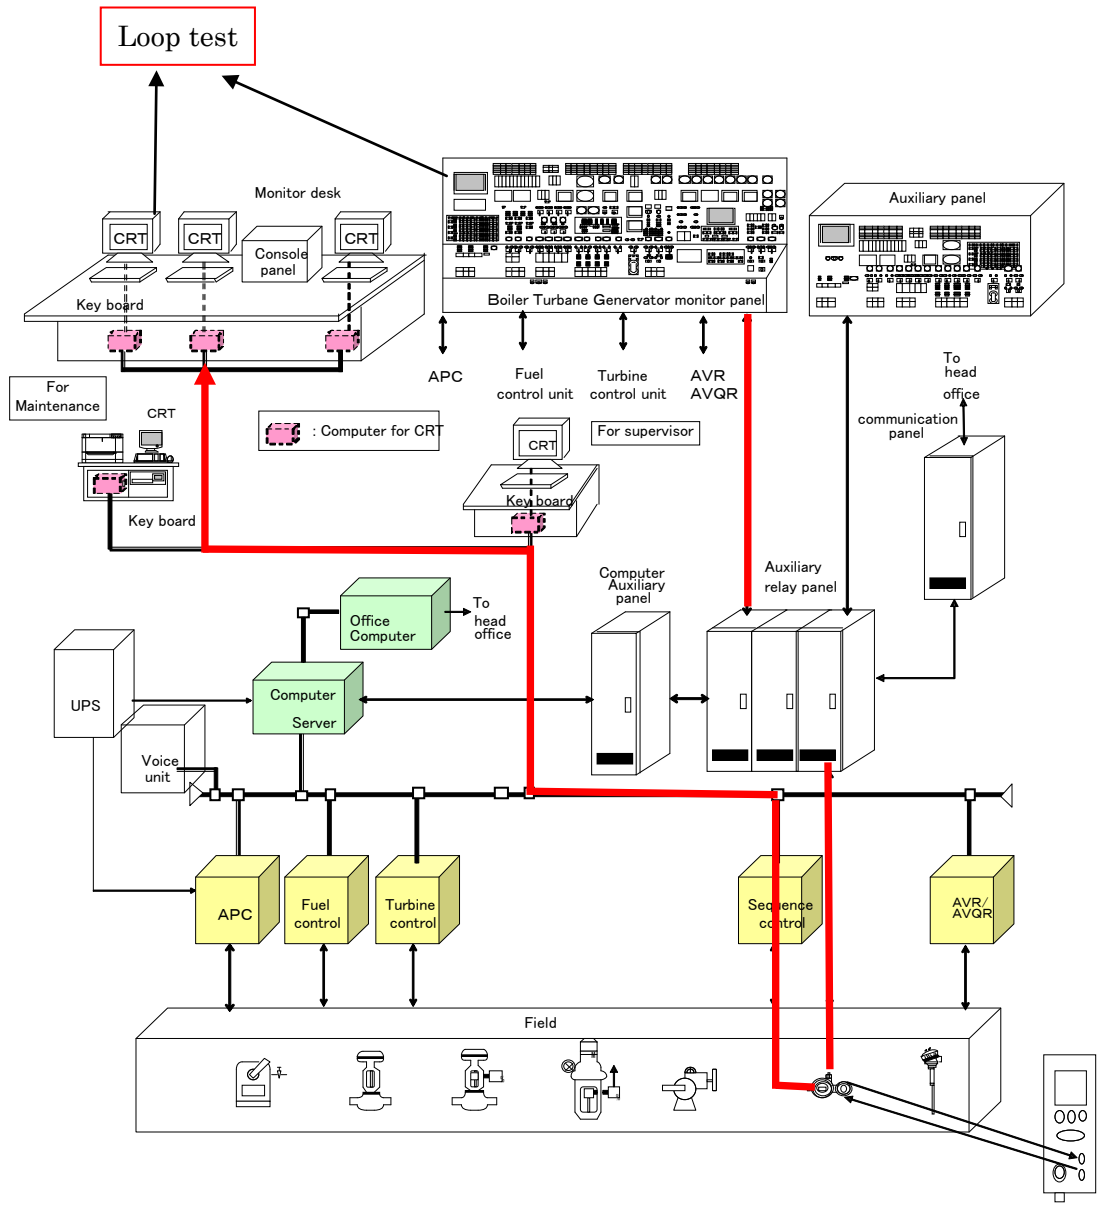 Loop test
Monitor desk
CRT
CRT
CRT
Console
panel
Key board
Auxiliary panel
Boiler Turbane Genervator monitor panel
APC
Fuel
control unit
Turbine
control unit
AVR
AVQR
To
head
office
communication
panel
For
Maintenance
CRT
: Computer for CRT
CRT
For supervisor
Key board
Key board
Computer
Auxiliary
panel
Auxiliary
relay panel
Office
Computer
To
head
office
UPS
Computer
Server
Voice
unit
APC
Fuel
control
Turbine
control
Sequence
control
AVR/
AVQR
Field